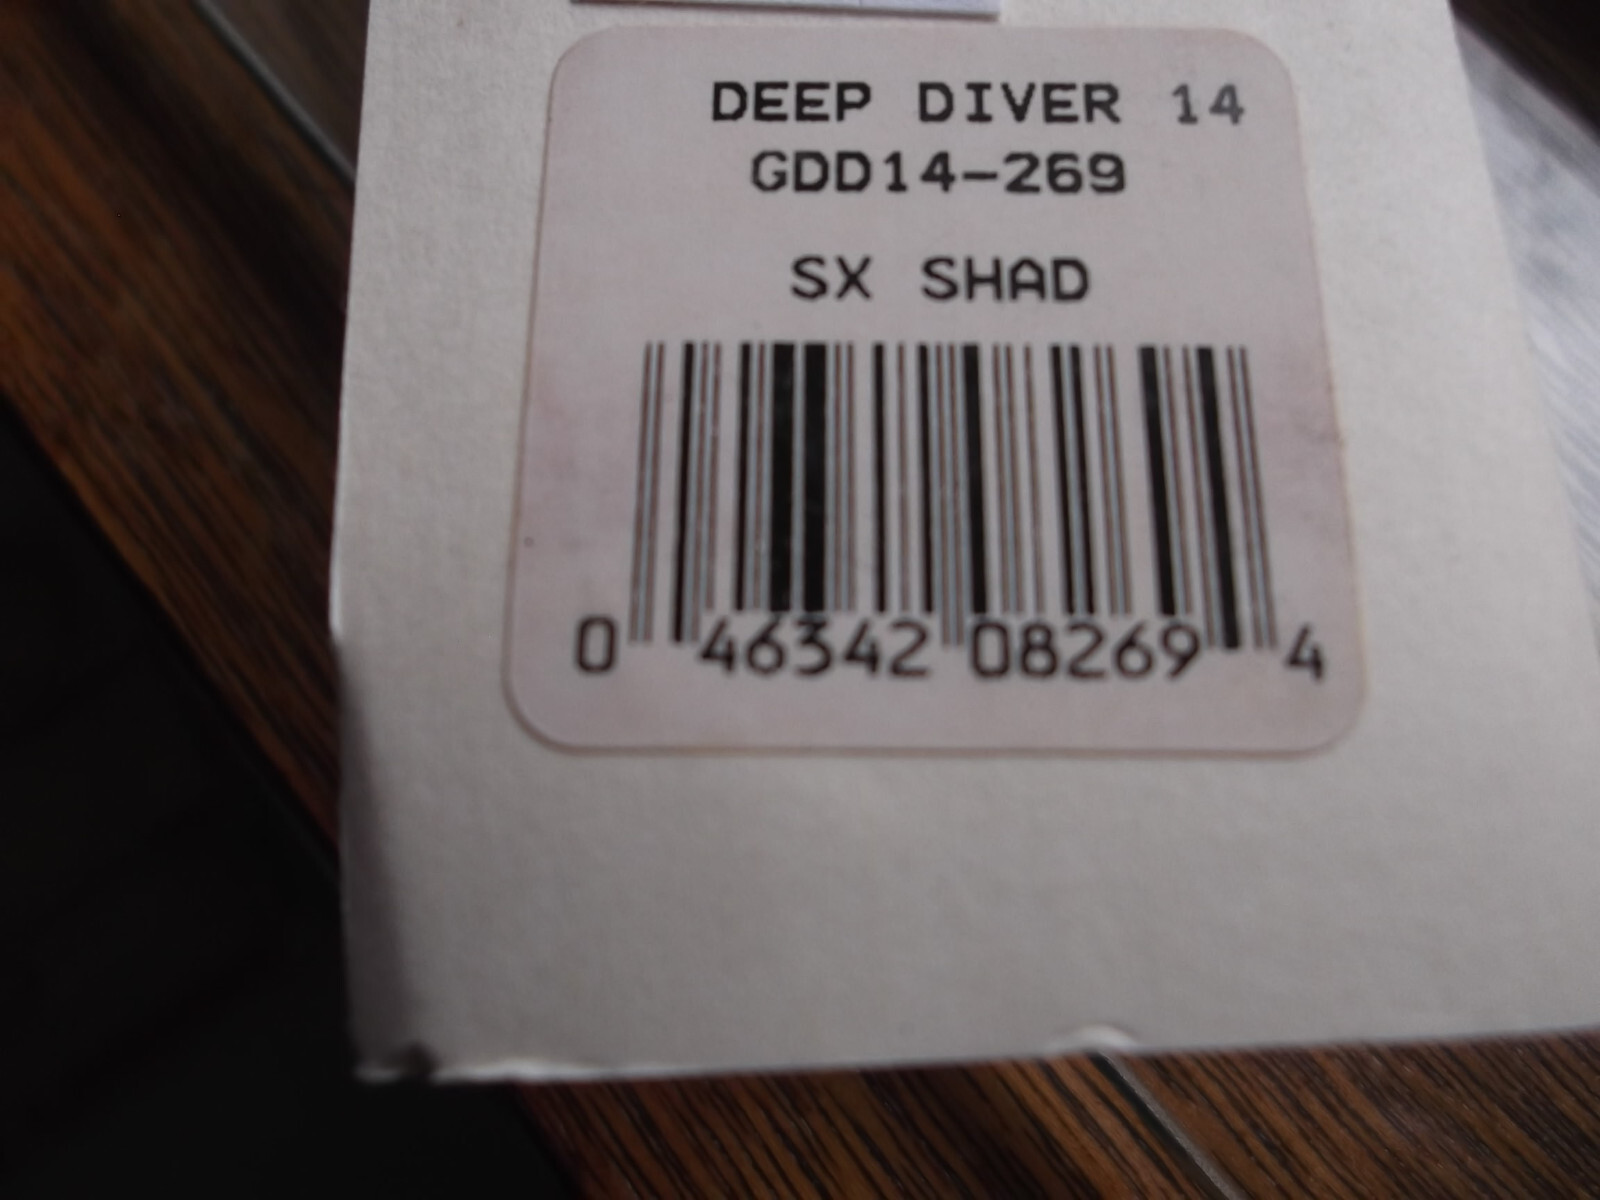 DEEP DIVER 14
GDD14-269
SX SHAD
0 46342 08269 4